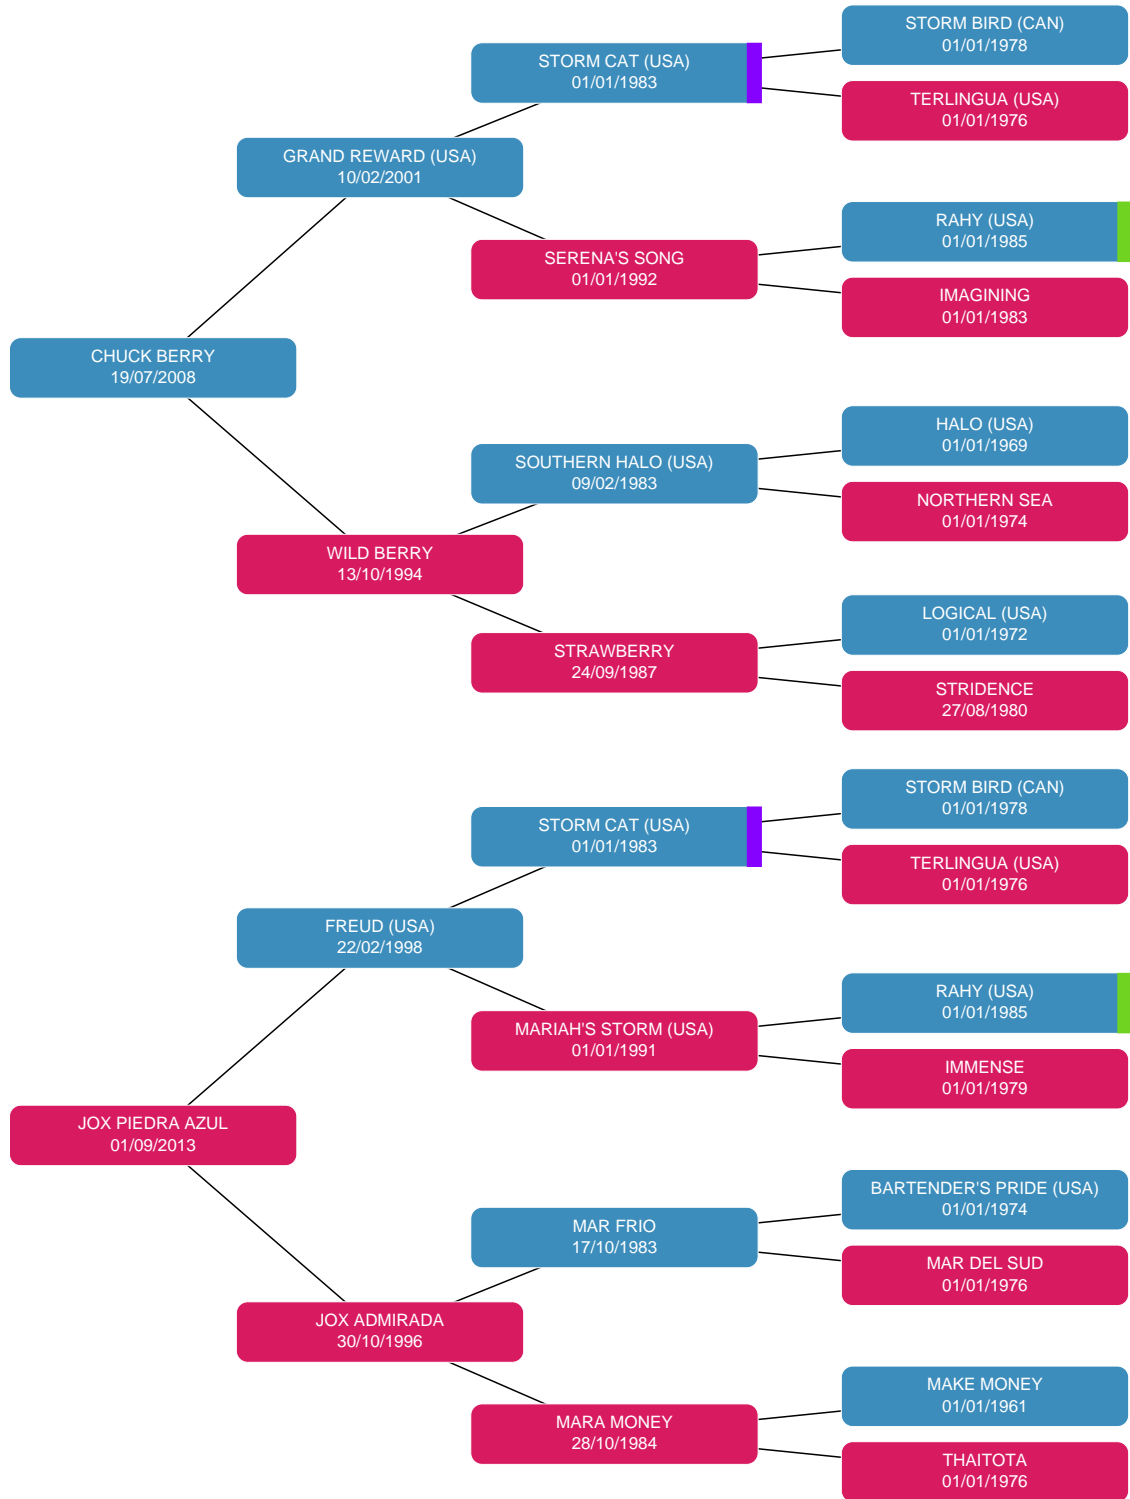 STORM BIRD (CAN)
01/01/1978
STORM CAT (USA)
01/01/1983
TERLINGUA (USA)
01/01/1976
GRAND REWARD (USA)
10/02/2001
RAHY (USA)
01/01/1985
SERENA'S SONG
01/01/1992
IMAGINING
01/01/1983
CHUCK BERRY
19/07/2008
HALO (USA)
01/01/1969
SOUTHERN HALO (USA)
09/02/1983
NORTHERN SEA
01/01/1974
WILD BERRY
13/10/1994
LOGICAL (USA)
01/01/1972
STRAWBERRY
24/09/1987
STRIDENCE
27/08/1980
STORM BIRD (CAN)
01/01/1978
STORM CAT (USA)
01/01/1983
TERLINGUA (USA)
01/01/1976
FREUD (USA)
22/02/1998
RAHY (USA)
01/01/1985
MARIAH'S STORM (USA)
01/01/1991
IMMENSE
01/01/1979
JOX PIEDRA AZUL
01/09/2013
BARTENDER'S PRIDE (USA)
01/01/1974
MAR FRIO
17/10/1983
MAR DEL SUD
01/01/1976
JOX ADMIRADA
30/10/1996
MAKE MONEY
01/01/1961
MARA MONEY
28/10/1984
THAITOTA
01/01/1976